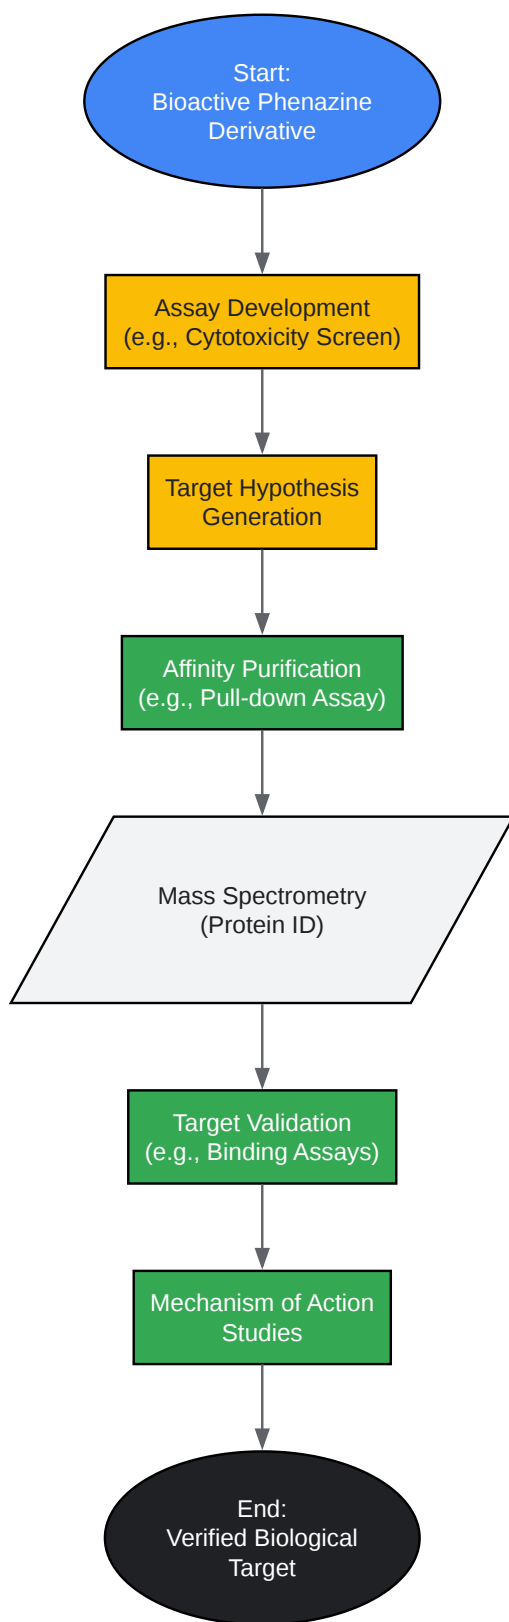 Start:
Bioactive Phenazine
Derivative
Assay Development
(e.g., Cytotoxicity Screen)
Target Hypothesis
Generation
Affinity Purification
(e.g., Pull-down Assay)
Mass Spectrometry
(Protein ID)
Target Validation
(e.g., Binding Assays)
Mechanism of Action
Studies
End:
Verified Biological
Target